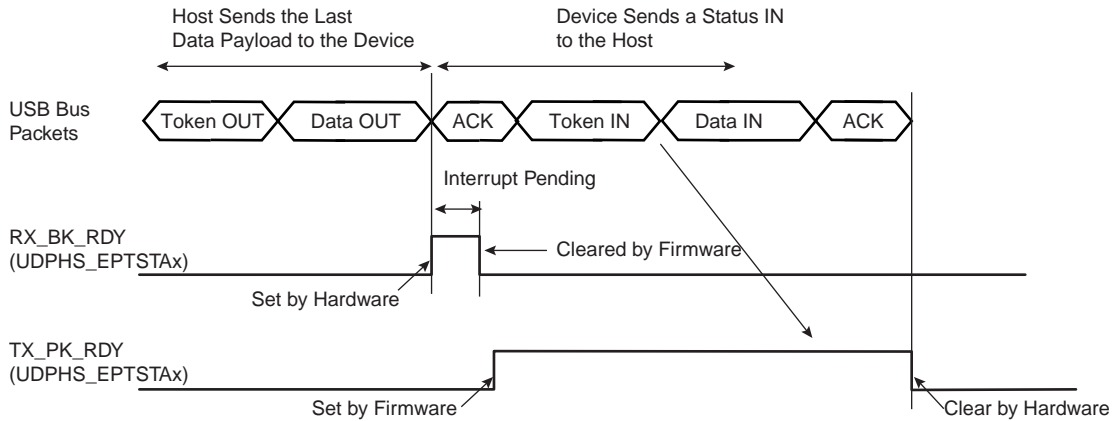 Host Sends the Last
Data Payload to the Device
Device Sends a Status IN
to the Host
USB Bus
Packets
Token OUT
Data OUT
ACK
Token IN
Data IN
ACK
Interrupt Pending
RX_BK_RDY
(UDPHS_EPTSTAx)
Cleared by Firmware
Set by Hardware
TX_PK_RDY
(UDPHS_EPTSTAx)
Set by Firmware
Clear by Hardware